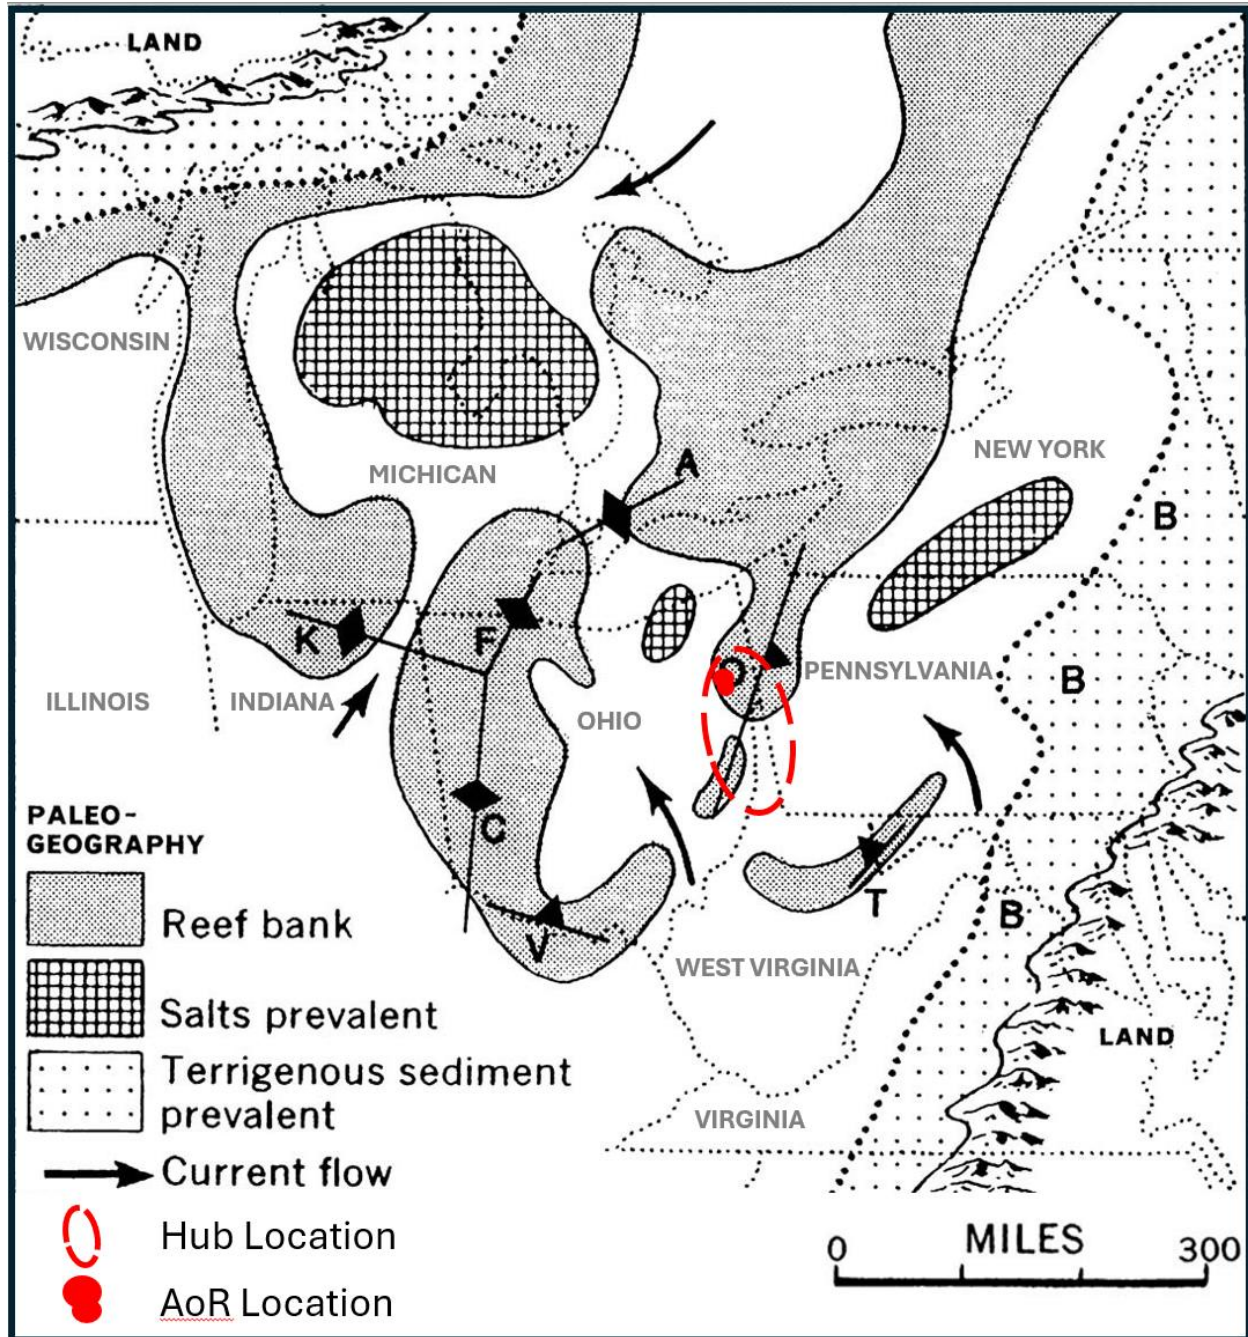 LAND
WISCONSIN
MICHICAN
A
NEW YORK
B
K
F
O
PENNSYLVANIA
B
ILLINOIS
INDIANA
OHIO
PALEO-
GEOGRAPHY
C
T
B
V
WEST VIRGINIA
Reef bank
Salts prevalent
LAND
Terrigenous sediment
prevalent
VIRGINIA
Current flow
Hub Location
AoR Location
0 MILES 300